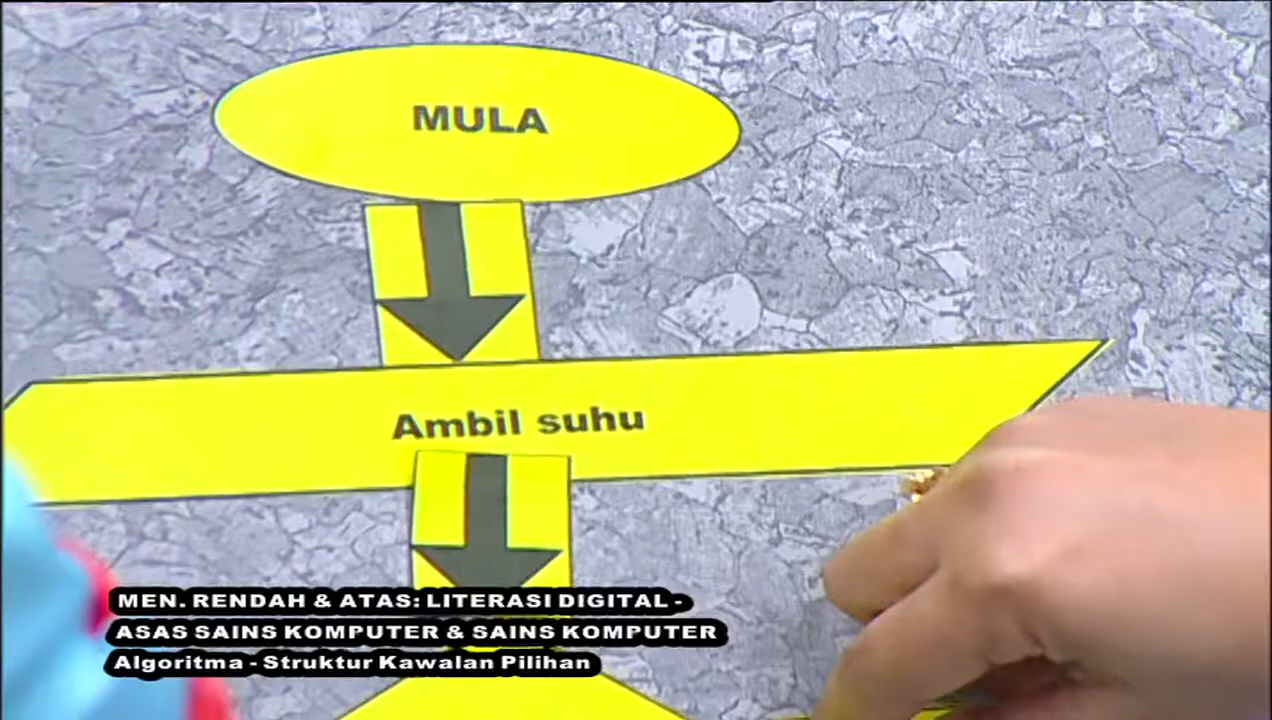 MULA
Ambil suhu
MEN. RENDAH & ATAS: LITERASI DIGITAL -
ASAS SAINS KOMPUTER & SAINS KOMPUTER
Algoritma - Struktur Kawalan Pilihan